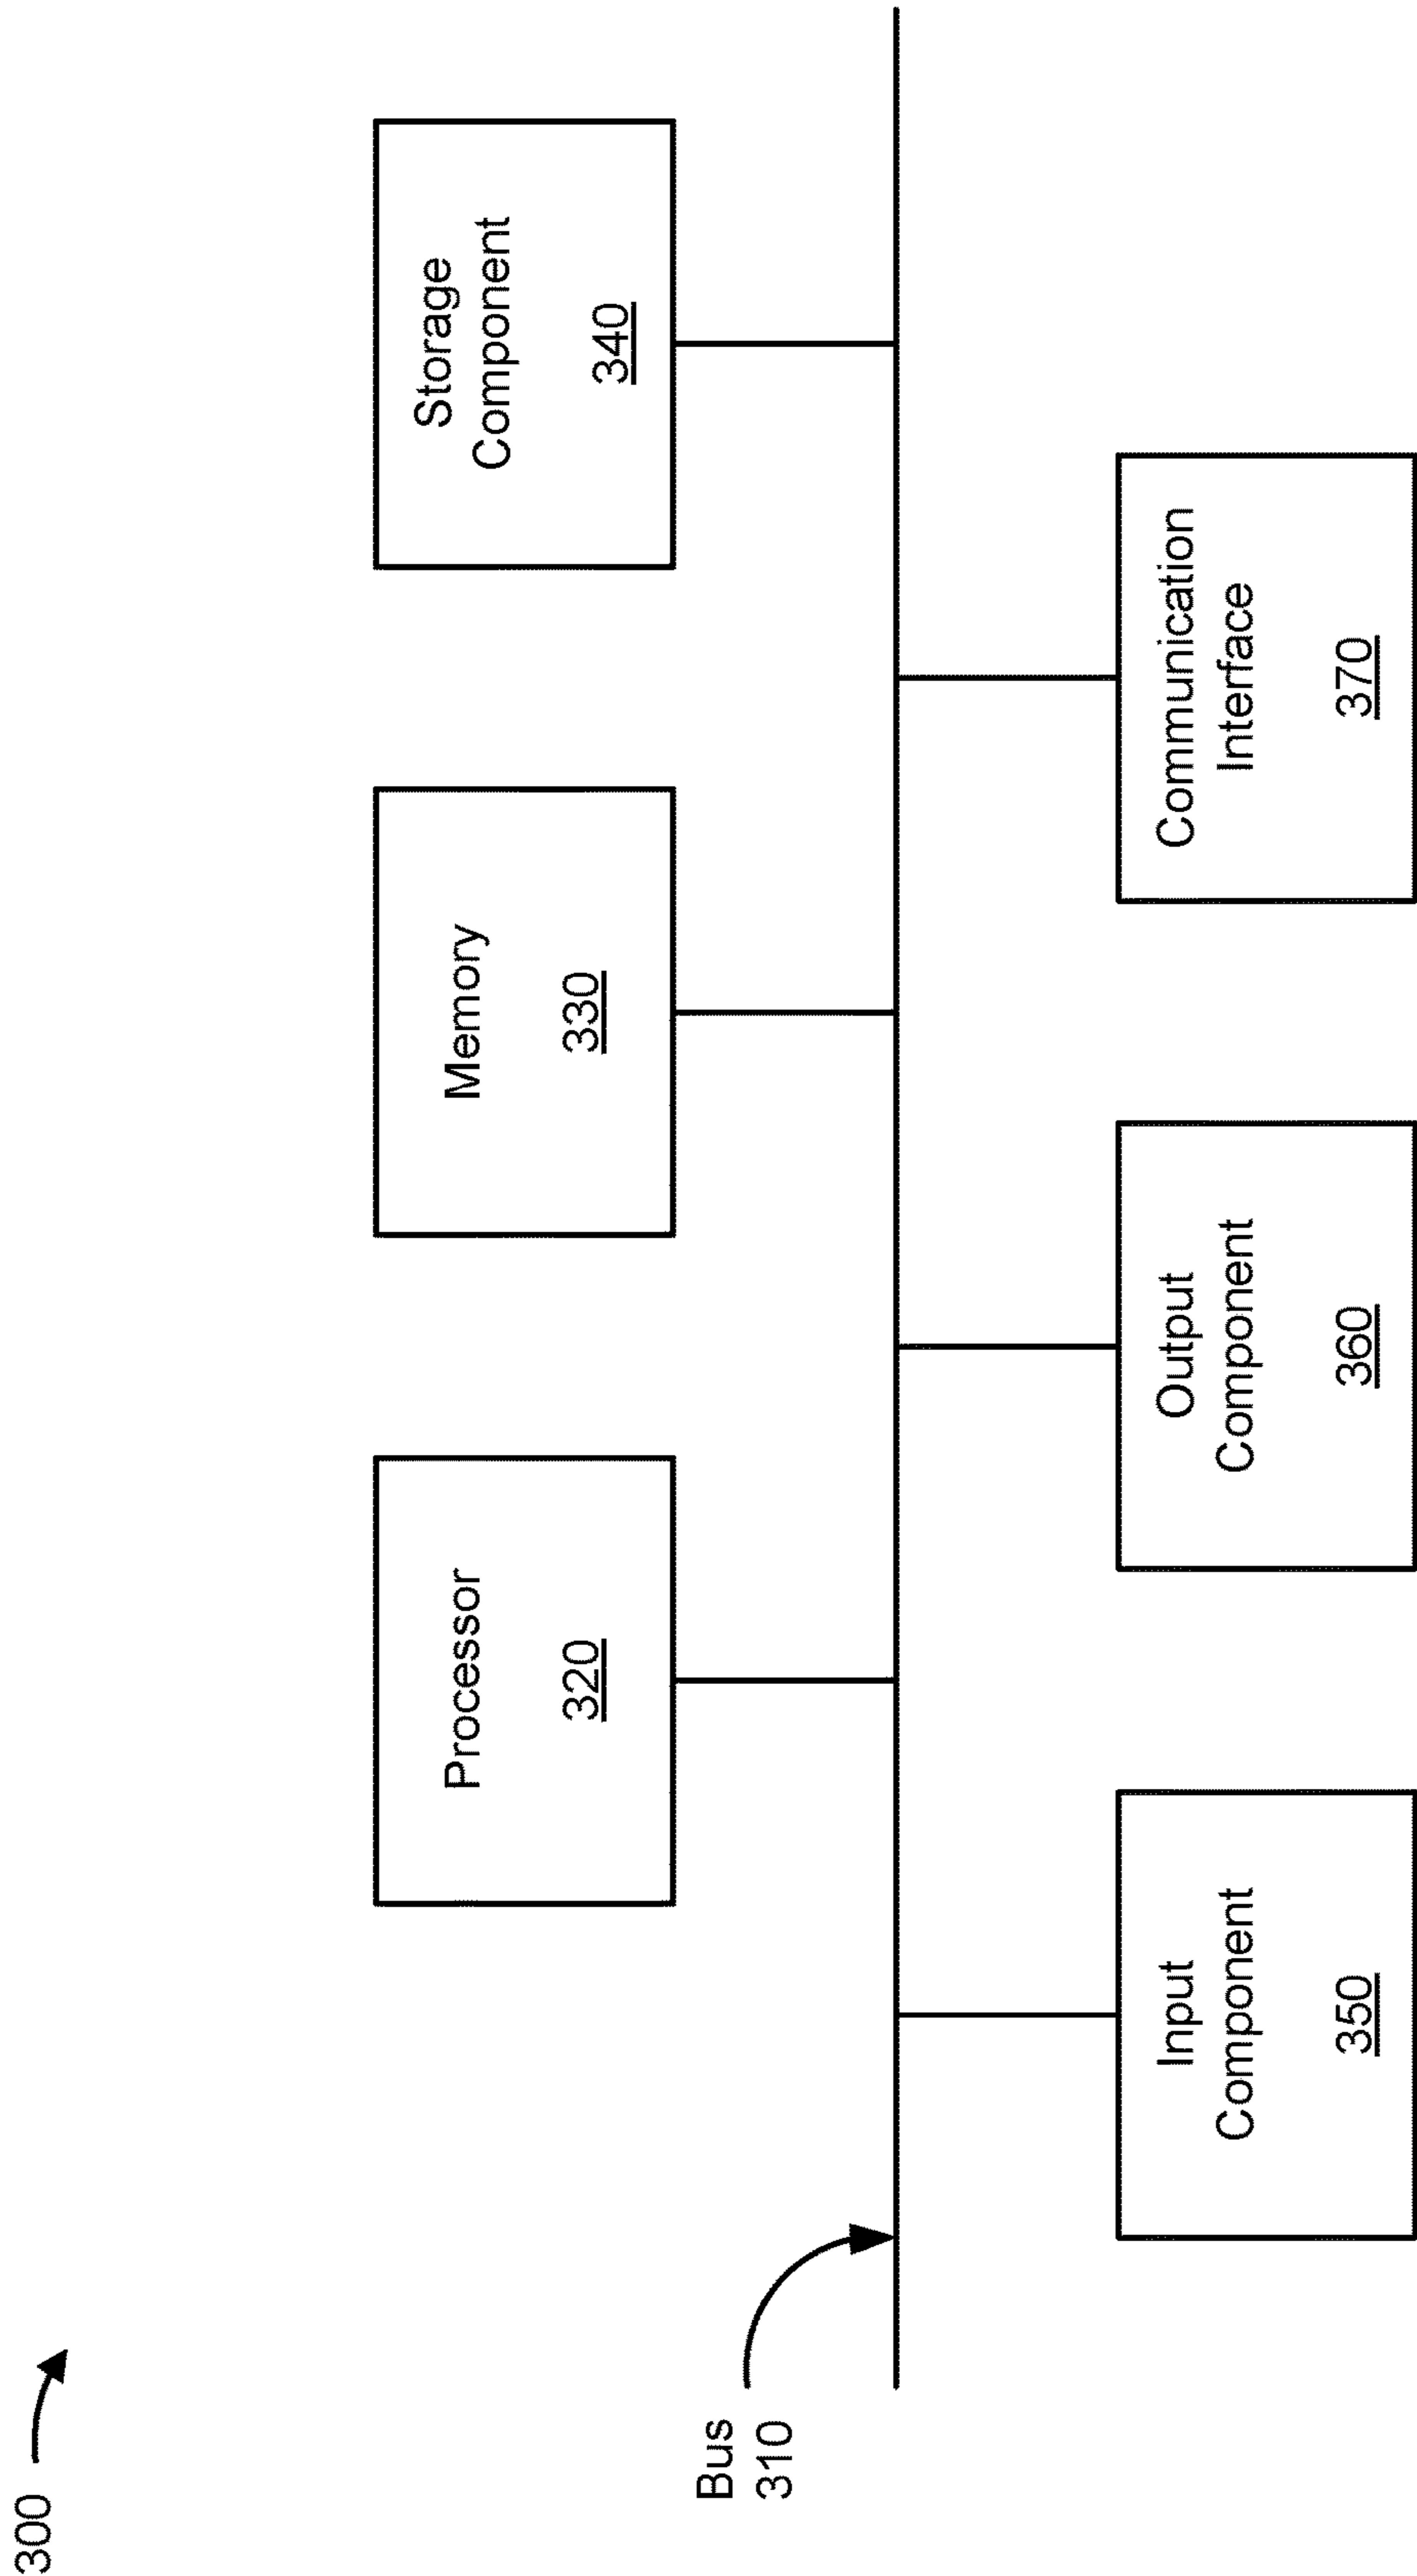 300
Processor
320
Memory
330
Storage
Component
340
Bus
310
Input
Component
350
Output
Component
360
Communication
Interface
370